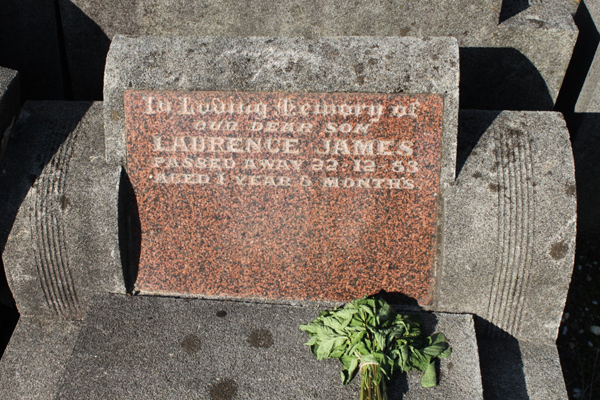 In Loving Memory of
OUR DEAR SON
LAURENCE JAMES
PASSED AWAY 22·12·63
AGED 1 YEAR 8 MONTHS